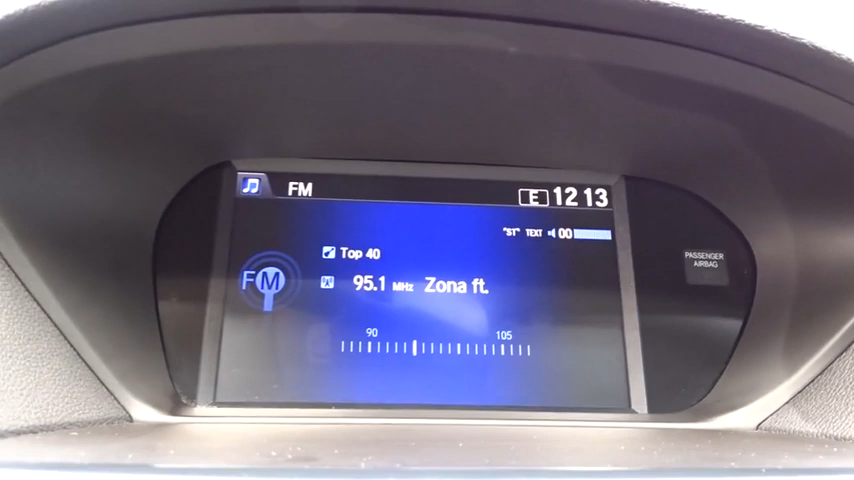 FM
E 12 13
"ST" TEXT 00
Top 40
FM
95.1 MHz Zona ft.
90 105
PASSENGER
AIRBAG